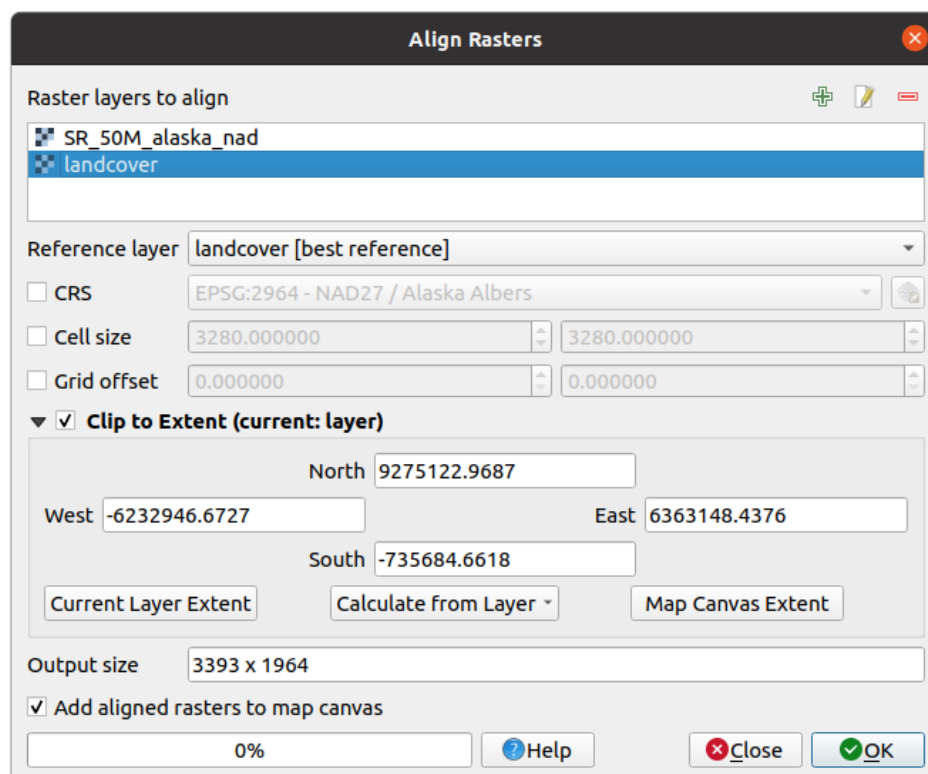 Align Rasters
Raster layers to align
SR_50M_alaska_nad
landcover
Reference layer landcover [best reference]
CRS EPSG:2964 - NAD27 / Alaska Albers
Cell size 3280.000000 3280.000000
Grid offset 0.000000 0.000000
Clip to Extent (current: layer)
North 9275122.9687
West -6232946.6727 East 6363148.4376
South -735684.6618
Current Layer Extent Calculate from Layer Map Canvas Extent
Output size 3393 x 1964
Add aligned rasters to map canvas
0% Help Close OK